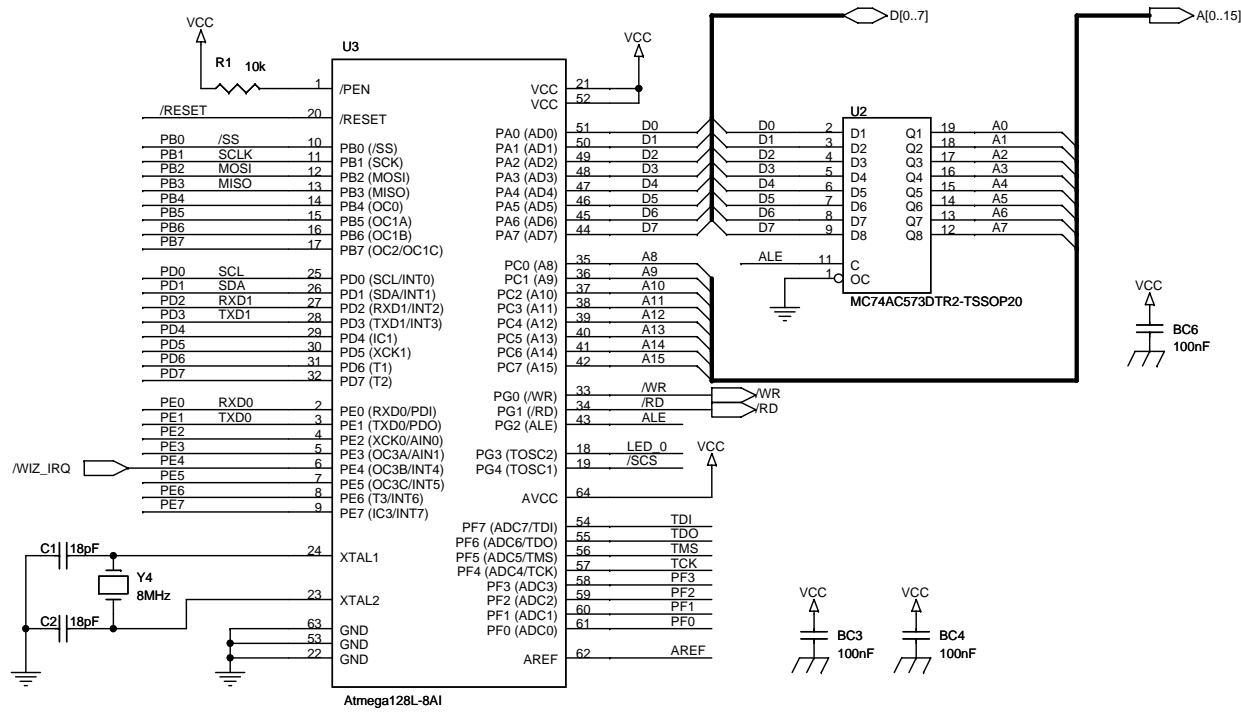 VCC
R1 10k
U3
VCC
D[0..7]
A[0..15]
1 /PEN
VCC 21
VCC 52
/RESET 20 /RESET
U2
PB0 /SS 10 PB0 (/SS)
PB1 SCLK 11 PB1 (SCK)
PB2 MOSI 12 PB2 (MOSI)
PB3 MISO 13 PB3 (MISO)
PB4 14 PB4 (OC0)
PB5 15 PB5 (OC1A)
PB6 16 PB6 (OC1B)
PB7 17 PB7 (OC2/OC1C)
PA0 (AD0) 51 D0
PA1 (AD1) 50 D1
PA2 (AD2) 49 D2
PA3 (AD3) 48 D3
PA4 (AD4) 47 D4
PA5 (AD5) 46 D5
PA6 (AD6) 45 D6
PA7 (AD7) 44 D7
D0 2 D1 Q1 19 A0
D1 3 D2 Q2 18 A1
D2 4 D3 Q3 17 A2
D3 5 D4 Q4 16 A3
D4 6 D5 Q5 15 A4
D5 7 D6 Q6 14 A5
D6 8 D7 Q7 13 A6
D7 9 D8 Q8 12 A7
ALE 11 C
1 OC
MC74AC573DTR2-TSSOP20
PD0 SCL 25 PD0 (SCL/INT0)
PD1 SDA 26 PD1 (SDA/INT1)
PD2 RXD1 27 PD2 (RXD1/INT2)
PD3 TXD1 28 PD3 (TXD1/INT3)
PD4 29 PD4 (IC1)
PD5 30 PD5 (XCK1)
PD6 31 PD6 (T1)
PD7 32 PD7 (T2)
PC0 (A8) 35 A8
PC1 (A9) 36 A9
PC2 (A10) 37 A10
PC3 (A11) 38 A11
PC4 (A12) 39 A12
PC5 (A13) 40 A13
PC6 (A14) 41 A14
PC7 (A15) 42 A15
VCC
BC6
100nF
PG0 (/WR) 33 /WR /WR
PG1 (/RD) 34 /RD /RD
PG2 (ALE) 43 ALE
PE0 RXD0 2 PE0 (RXD0/PDI)
PE1 TXD0 3 PE1 (TXD0/PDO)
PE2 4 PE2 (XCK0/AIN0)
PE3 5 PE3 (OC3A/AIN1)
/WIZ_IRQ PE4 6 PE4 (OC3B/INT4)
PE5 7 PE5 (OC3C/INT5)
PE6 8 PE6 (T3/INT6)
PE7 9 PE7 (IC3/INT7)
PG3 (TOSC2) 18 LED_0
PG4 (TOSC1) 19 /SCS
VCC
AVCC 64
PF7 (ADC7/TDI) 54 TDI
PF6 (ADC6/TDO) 55 TDO
PF5 (ADC5/TMS) 56 TMS
PF4 (ADC4/TCK) 57 TCK
PF3 (ADC3) 58 PF3
PF2 (ADC2) 59 PF2
PF1 (ADC1) 60 PF1
PF0 (ADC0) 61 PF0
AREF 62 AREF
C1 18pF
24 XTAL1
Y4
8MHz
23 XTAL2
C2 18pF
63 GND
53 GND
22 GND
VCC
BC3
100nF
VCC
BC4
100nF
Atmega128L-8AI